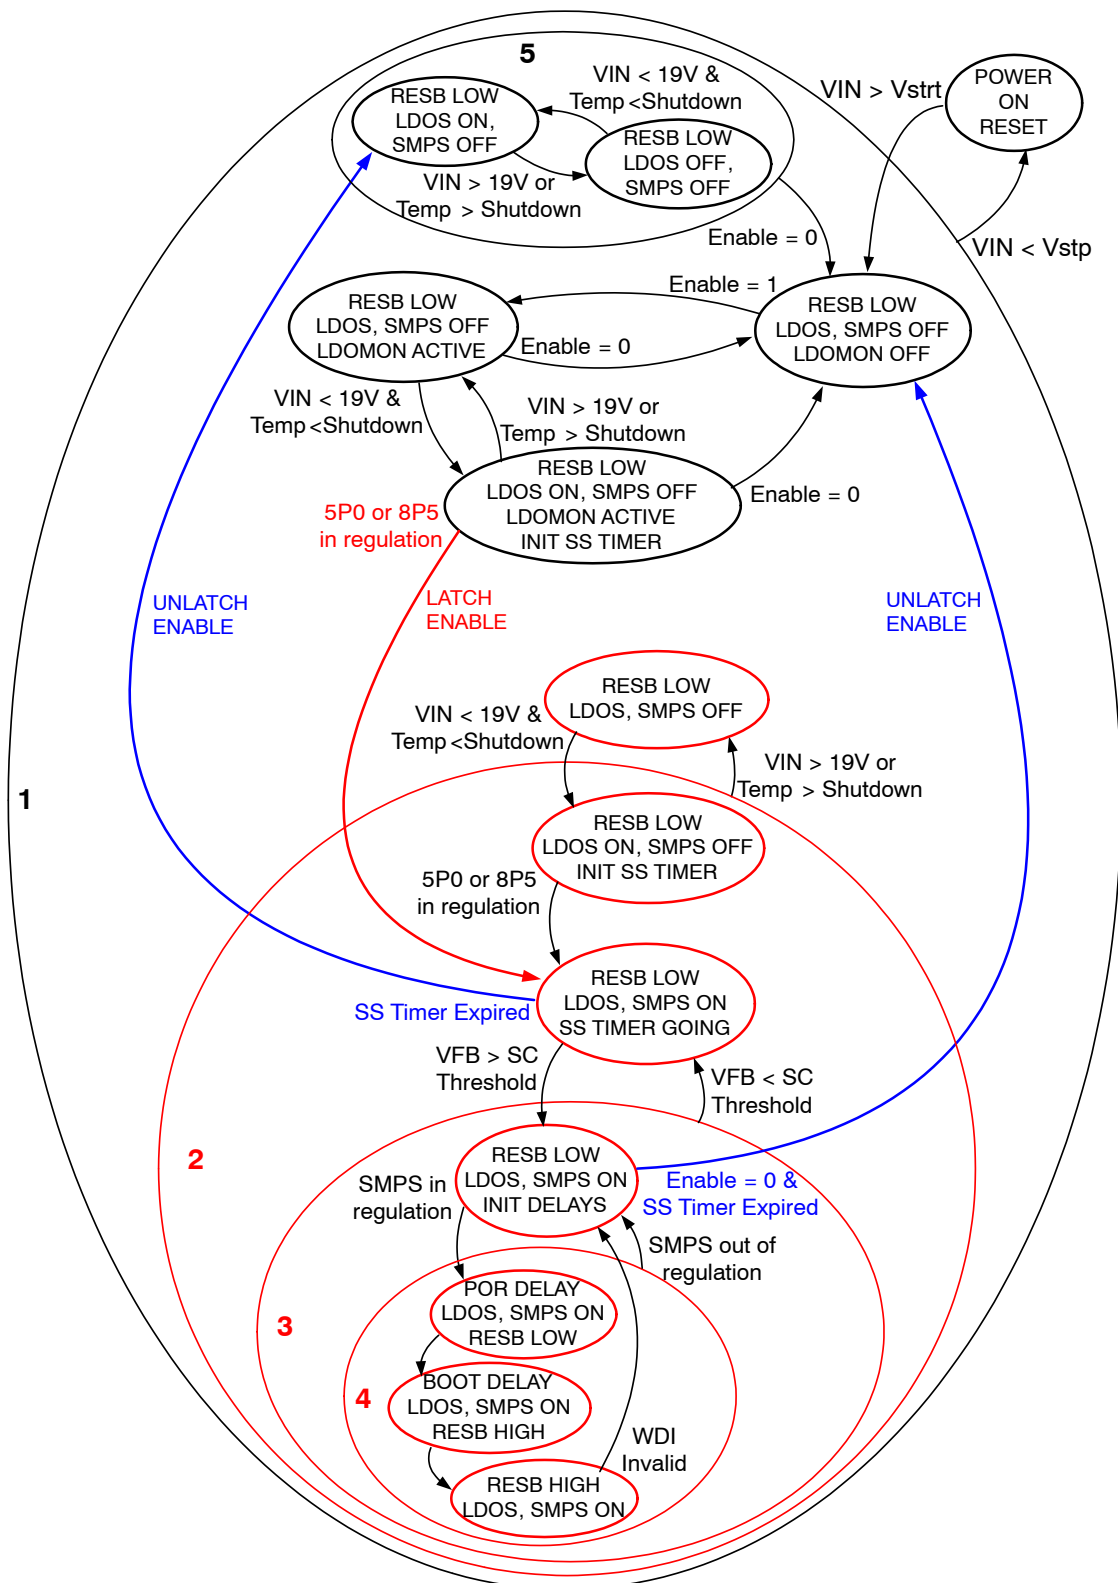 5
VIN < 19V &
Temp <Shutdown
RESB LOW
LDOS ON,
SMPS OFF
RESB LOW
LDOS OFF,
SMPS OFF
VIN > 19V or
Temp > Shutdown
VIN > Vstrt
POWER
ON
RESET
Enable = 0
VIN < Vstp
Enable = 1
RESB LOW
LDOS, SMPS OFF
LDOMON ACTIVE
RESB LOW
LDOS, SMPS OFF
LDOMON OFF
Enable = 0
VIN < 19V &
Temp <Shutdown
VIN > 19V or
Temp > Shutdown
RESB LOW
LDOS ON, SMPS OFF
LDOMON ACTIVE
INIT SS TIMER
Enable = 0
5P0 or 8P5
in regulation
UNLATCH
ENABLE
LATCH
ENABLE
UNLATCH
ENABLE
RESB LOW
LDOS, SMPS OFF
VIN < 19V &
Temp <Shutdown
VIN > 19V or
Temp > Shutdown
1
RESB LOW
LDOS ON, SMPS OFF
INIT SS TIMER
5P0 or 8P5
in regulation
RESB LOW
LDOS, SMPS ON
SS TIMER GOING
SS Timer Expired
VFB > SC
Threshold
VFB < SC
Threshold
2
RESB LOW
LDOS, SMPS ON
INIT DELAYS
SMPS in
regulation
Enable = 0 &
SS Timer Expired
SMPS out of
regulation
3
POR DELAY
LDOS, SMPS ON
RESB LOW
4
BOOT DELAY
LDOS, SMPS ON
RESB HIGH
WDI
Invalid
RESB HIGH
LDOS, SMPS ON